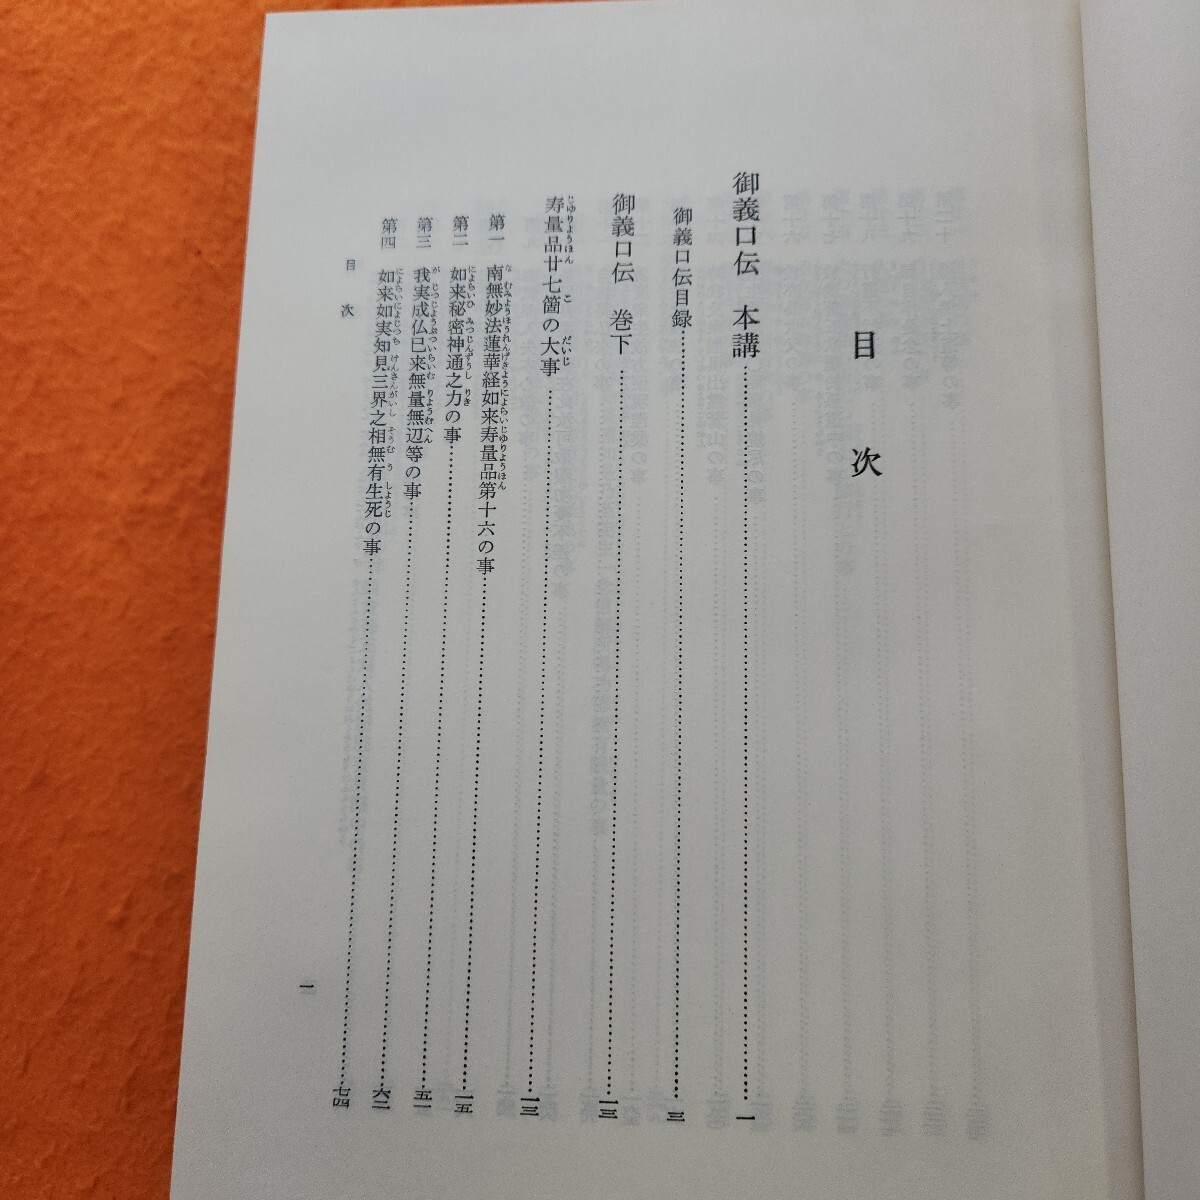 目次
御義口伝 本講……………一
御義口伝目録……………三
御義口伝 巻下……………一三
寿量品廿七箇の大事……………一三
第一 南無妙法蓮華経如来寿量品第十六の事……………一五
第二 如来秘密神通之力の事……………五一
第三 我実成仏已来無量無辺等の事……………六二
第四 如来如実知見三界之相無有生死の事……………七四
目次
一